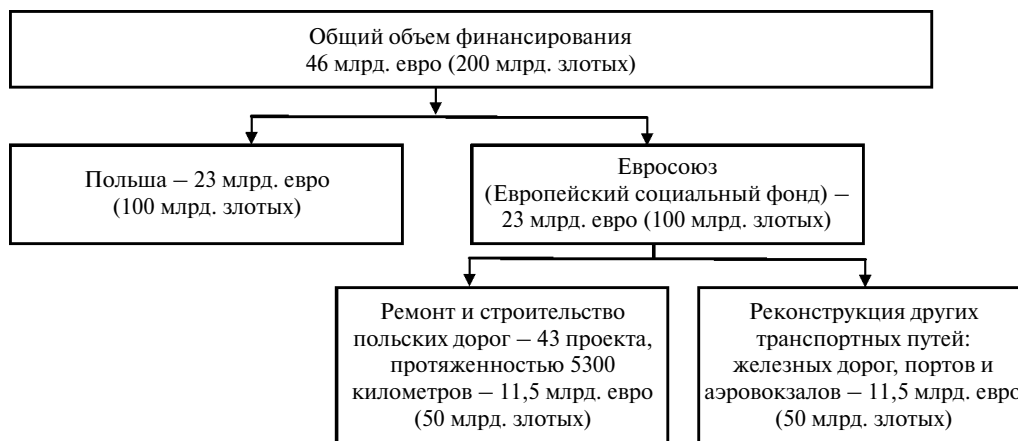 Общий объем финансирования
46 млрд. евро (200 млрд. злотых)
Польша – 23 млрд. евро
(100 млрд. злотых)
Евросоюз
(Европейский социальный фонд) –
23 млрд. евро (100 млрд. злотых)
Ремонт и строительство
польских дорог – 43 проекта,
протяженностью 5300
километров – 11,5 млрд. евро
(50 млрд. злотых)
Реконструкция других
транспортных путей:
железных дорог, портов и
аэровокзалов – 11,5 млрд. евро
(50 млрд. злотых)